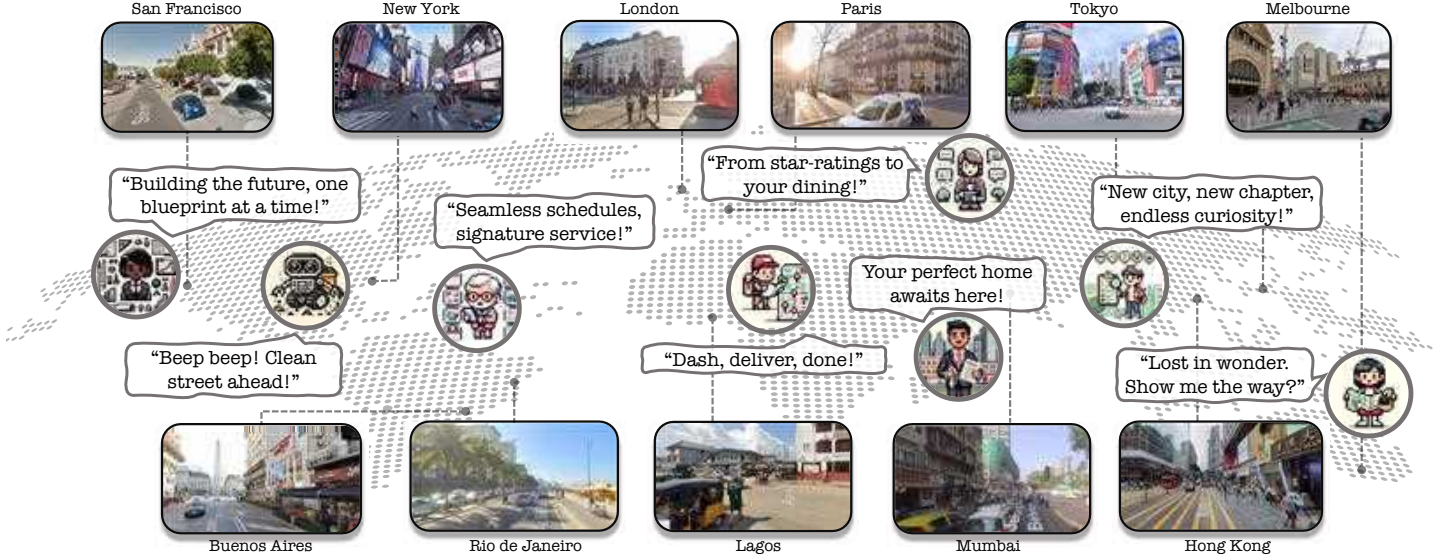 San Francisco
New York
London
Paris
Tokyo
Melbourne
“Building the future, one
blueprint at a time!”
“Seamless schedules,
signature service!”
“From star-ratings to
your dining!”
“New city, new chapter,
endless curiosity!”
Your perfect home
awaits here!
“Beep beep! Clean
street ahead!”
“Dash, deliver, done!”
“Lost in wonder.
Show me the way?”
Buenos Aires
Rio de Janeiro
Lagos
Mumbai
Hong Kong